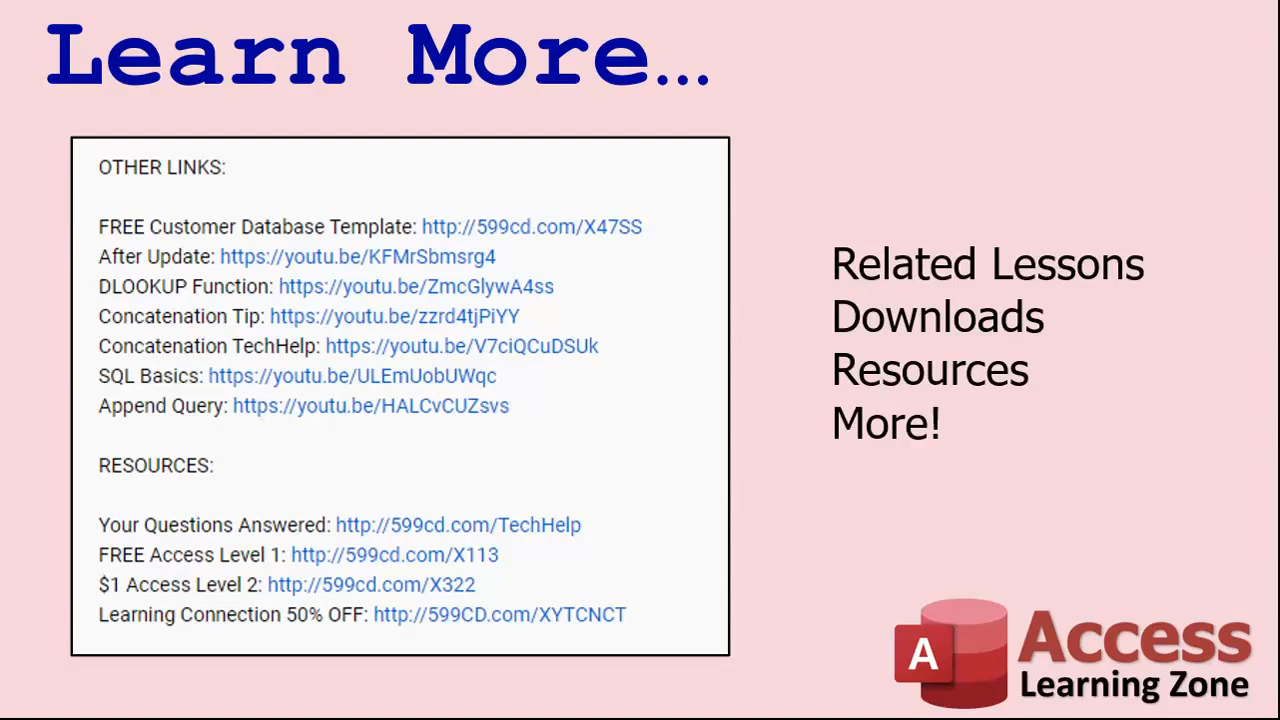 Learn More...
OTHER LINKS:
FREE Customer Database Template: http://599cd.com/X47SS
After Update: https://youtu.be/KFMrSbmsrg4
DLOOKUP Function: https://youtu.be/ZmcGlywA4ss
Concatenation Tip: https://youtu.be/zzrd4tjPiYY
Concatenation TechHelp: https://youtu.be/V7ciQCuDSUk
SQL Basics: https://youtu.be/ULEmUobUWqc
Append Query: https://youtu.be/HALCvCUZsvs
RESOURCES:
Your Questions Answered: http://599cd.com/TechHelp
FREE Access Level 1: http://599cd.com/X113
$1 Access Level 2: http://599cd.com/X322
Learning Connection 50% OFF: http://599CD.com/XYTCNCT
Related Lessons
Downloads
Resources
More!
A
Access
Learning Zone